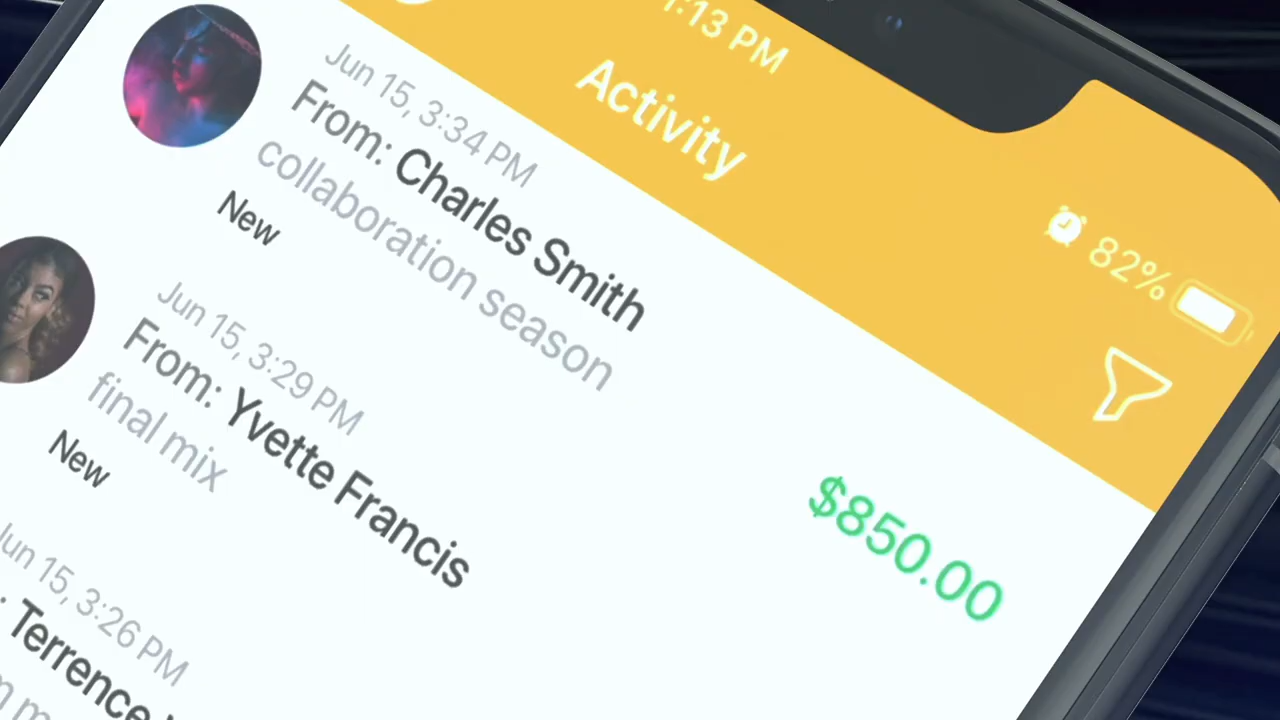 1:13 PM
82%
Activity
Jun 15, 3:34 PM
From: Charles Smith
collaboration season
New
$850.00
Jun 15, 3:29 PM
From: Yvette Francis
final mix
New
Jun 15, 3:26 PM
Terrence